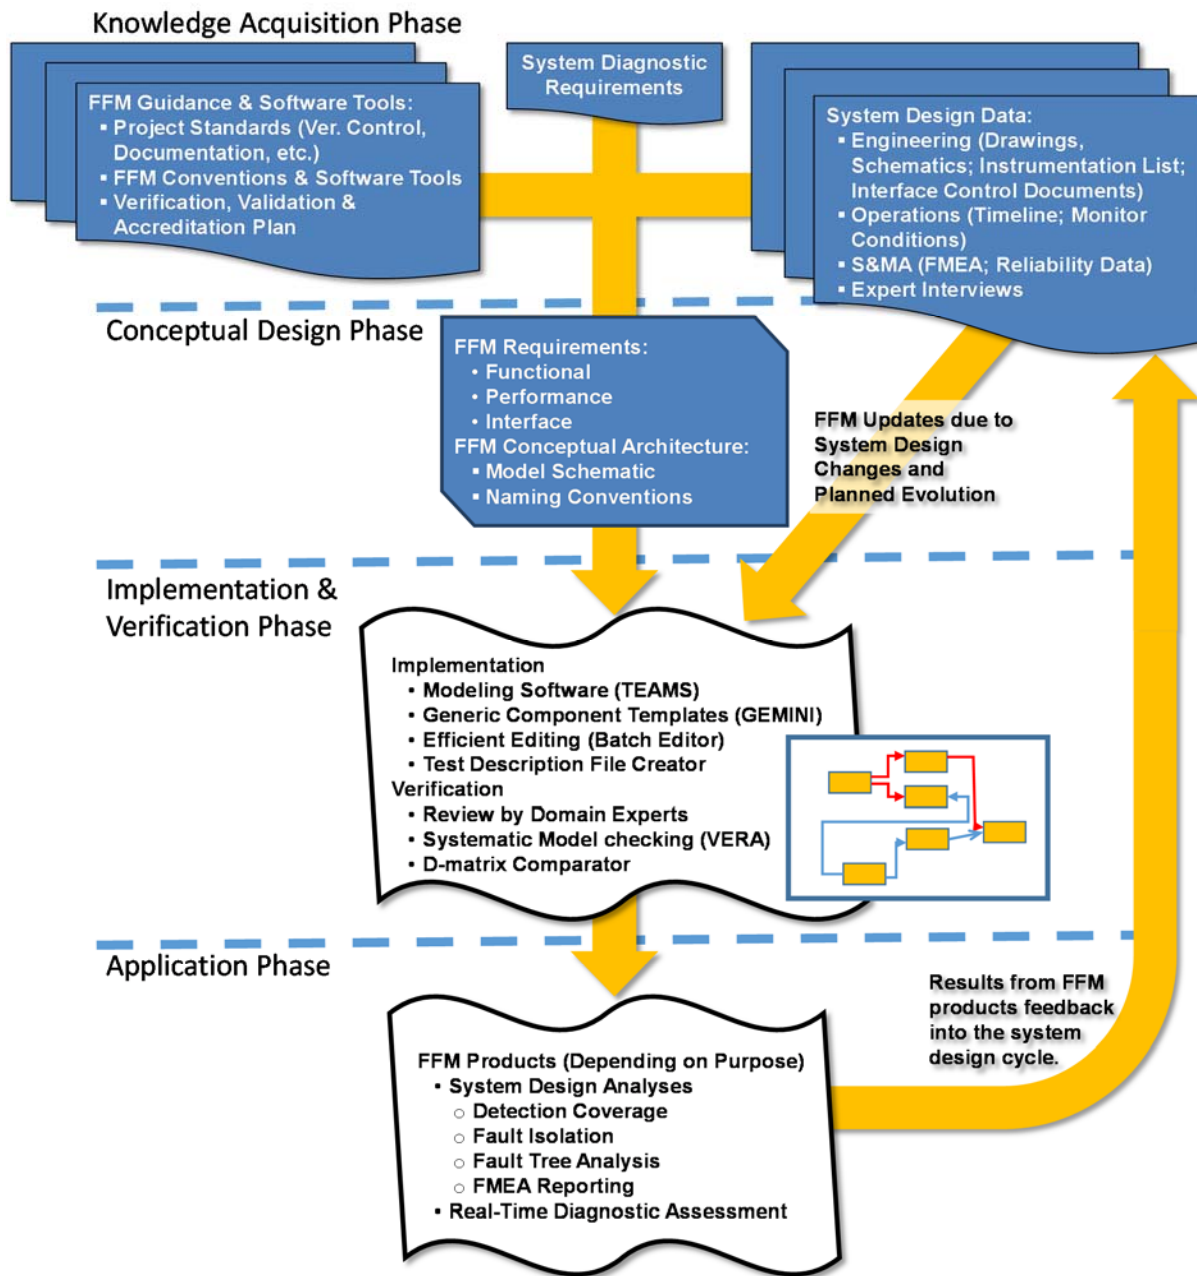 Knowledge Acquisition Phase
FFM Guidance & Software Tools:
▪ Project Standards (Ver. Control,
Documentation, etc.)
▪ FFM Conventions & Software Tools
▪ Verification, Validation &
Accreditation Plan
System Diagnostic
Requirements
System Design Data:
▪ Engineering (Drawings,
Schematics; Instrumentation List;
Interface Control Documents)
▪ Operations (Timeline; Monitor
Conditions)
▪ S&MA (FMEA; Reliability Data)
▪ Expert Interviews
Conceptual Design Phase
FFM Requirements:
• Functional
• Performance
• Interface
FFM Conceptual Architecture:
▪ Model Schematic
▪ Naming Conventions
FFM Updates due to
System Design
Changes and
Planned Evolution
Implementation &
Verification Phase
Implementation
• Modeling Software (TEAMS)
• Generic Component Templates (GEMINI)
• Efficient Editing (Batch Editor)
• Test Description File Creator
Verification
• Review by Domain Experts
• Systematic Model checking (VERA)
• D-matrix Comparator
Application Phase
FFM Products (Depending on Purpose)
• System Design Analyses
○ Detection Coverage
○ Fault Isolation
○ Fault Tree Analysis
○ FMEA Reporting
• Real-Time Diagnostic Assessment
Results from FFM
products feedback
into the system
design cycle.